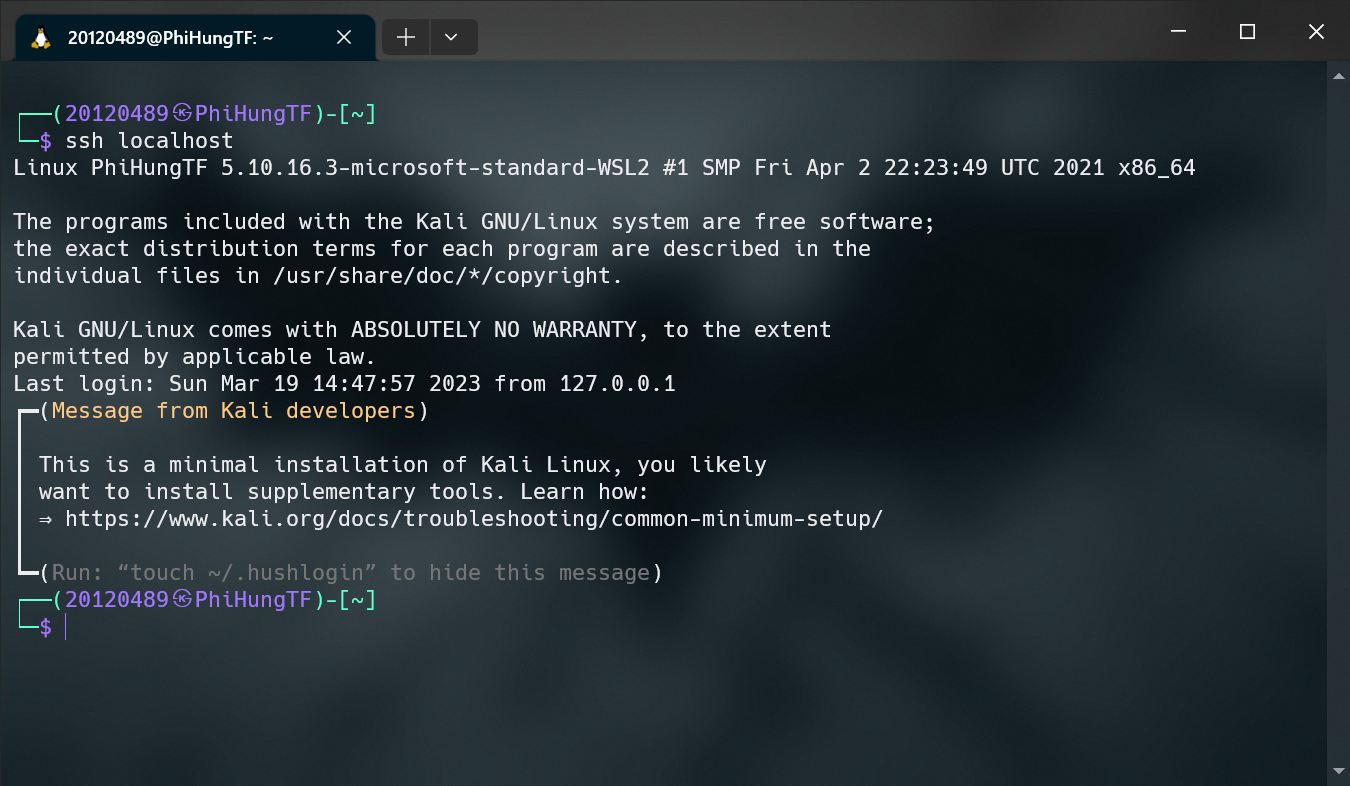 20120489@PhiHungTF: ~
┌──(20120489㉿PhiHungTF)-[~]
└─$ ssh localhost
Linux PhiHungTF 5.10.16.3-microsoft-standard-WSL2 #1 SMP Fri Apr 2 22:23:49 UTC 2021 x86_64
The programs included with the Kali GNU/Linux system are free software;
the exact distribution terms for each program are described in the
individual files in /usr/share/doc/*/copyright.
Kali GNU/Linux comes with ABSOLUTELY NO WARRANTY, to the extent
permitted by applicable law.
Last login: Sun Mar 19 14:47:57 2023 from 127.0.0.1
┏━(Message from Kali developers)
┃ This is a minimal installation of Kali Linux, you likely
┃ want to install supplementary tools. Learn how:
┃ ⇒ https://www.kali.org/docs/troubleshooting/common-minimum-setup/
┗━(Run: “touch ~/.hushlogin” to hide this message)
┌──(20120489㉿PhiHungTF)-[~]
└─$